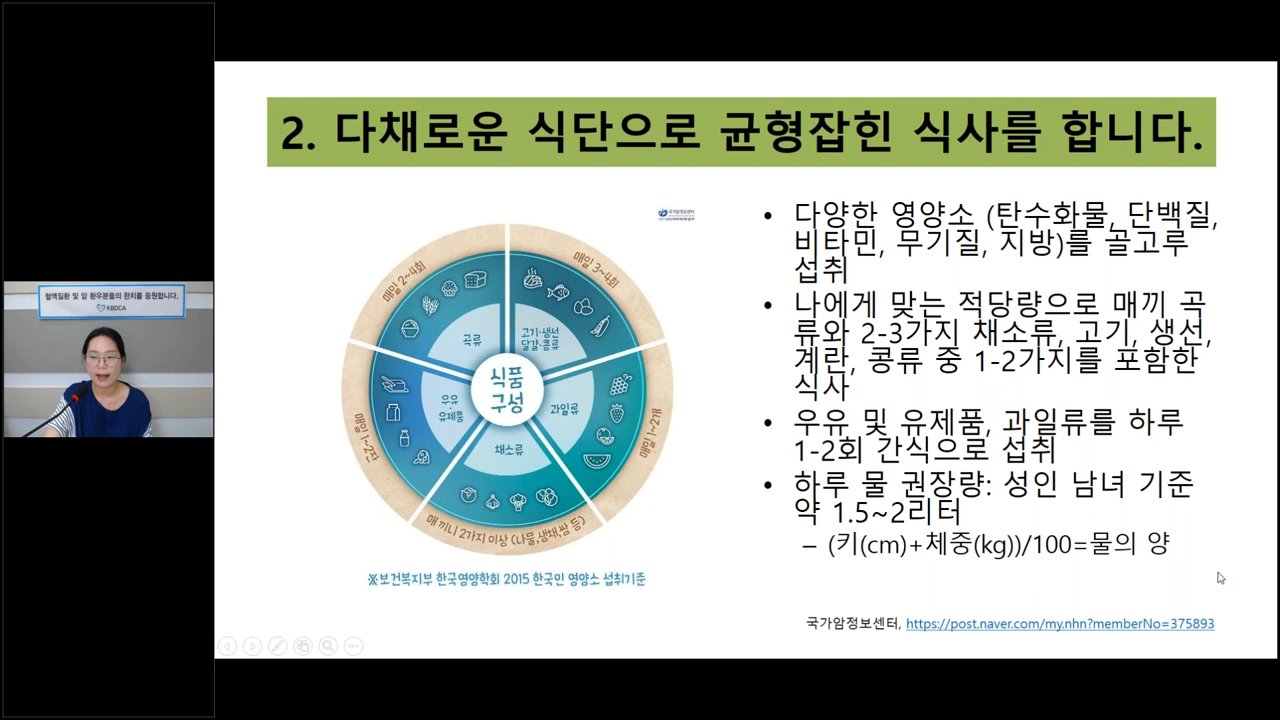 혈액질환 및 암 환우분들의 완치를 응원합니다.
KBDCA
2. 다채로운 식단으로 균형잡힌 식사를 합니다.
국가암정보센터
매일 2~4회
매일 3~4회
곡류
고기·생선
달걀·콩류
식품
구성
우유
유제품
과일류
채소류
매일 1~2잔
매일 1~2개
매 끼니 2가지 이상 (나물,생채,쌈 등)
※보건복지부 한국영양학회 2015 한국인 영양소 섭취기준
• 다양한 영양소 (탄수화물, 단백질,
비타민, 무기질, 지방)를 골고루
섭취
• 나에게 맞는 적당량으로 매끼 곡
류와 2-3가지 채소류, 고기, 생선,
계란, 콩류 중 1-2가지를 포함한
식사
• 우유 및 유제품, 과일류를 하루
1-2회 간식으로 섭취
• 하루 물 권장량: 성인 남녀 기준
약 1.5~2리터
– (키(cm)+체중(kg))/100=물의 양
국가암정보센터, https://post.naver.com/my.nhn?memberNo=375893